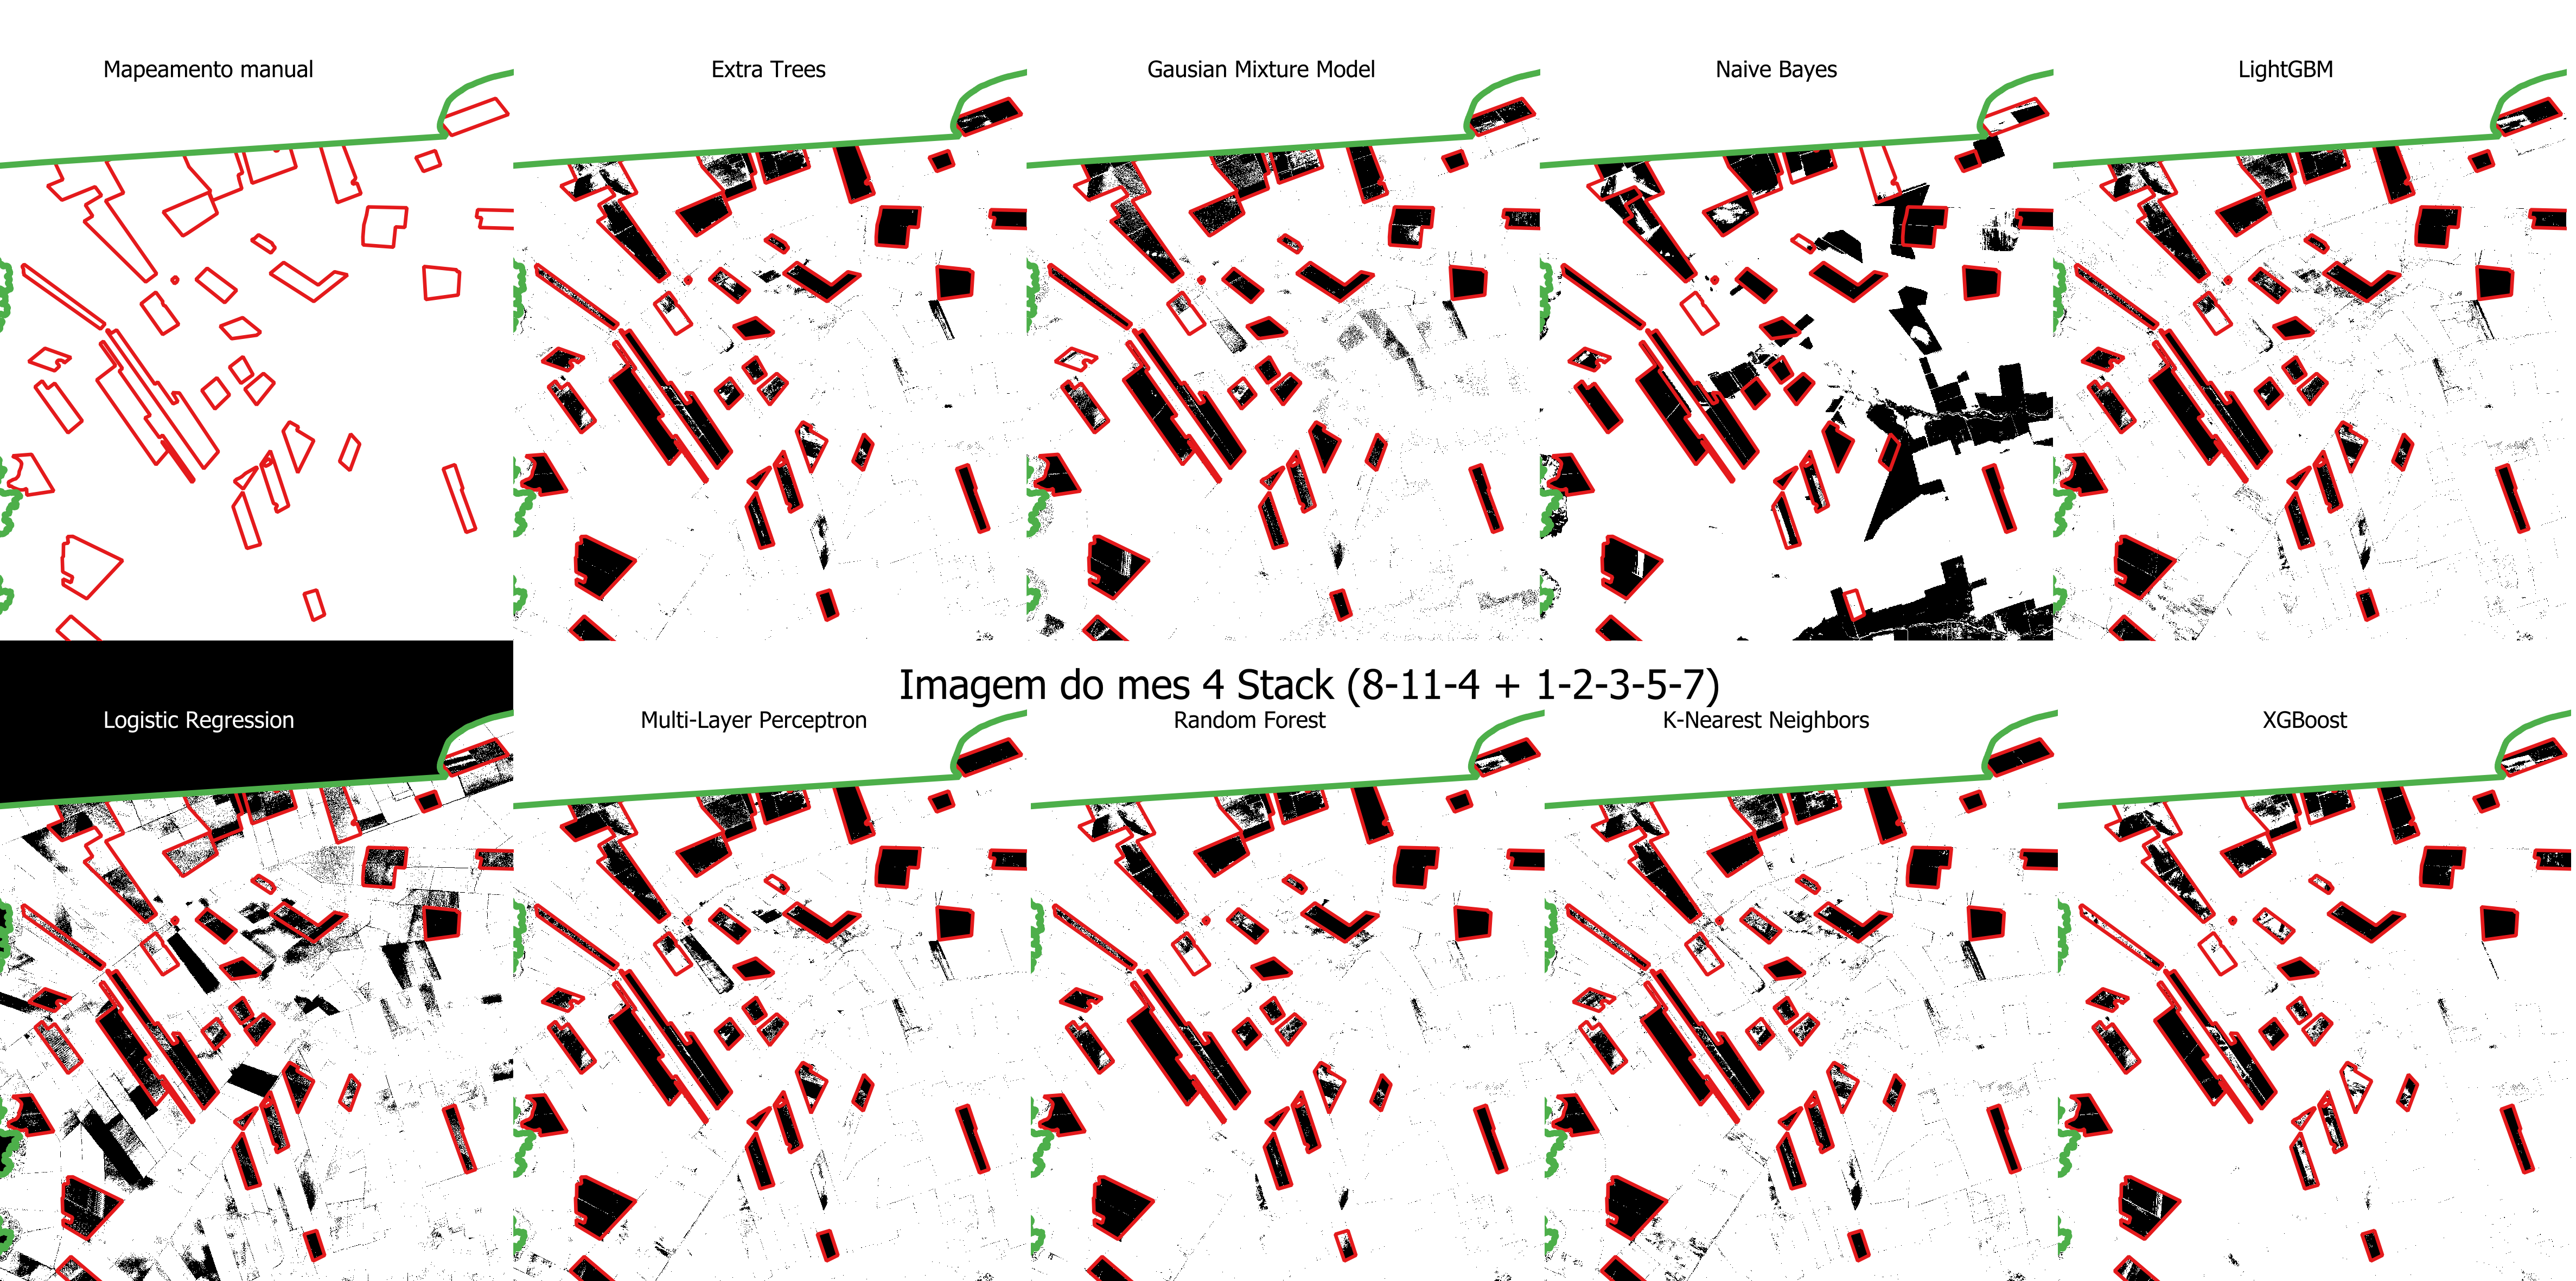 Mapeamento manual
Extra Trees
Gausian Mixture Model
Naive Bayes
LightGBM
Imagem do mes 4 Stack (8-11-4 + 1-2-3-5-7)
Logistic Regression
Multi-Layer Perceptron
Random Forest
K-Nearest Neighbors
XGBoost